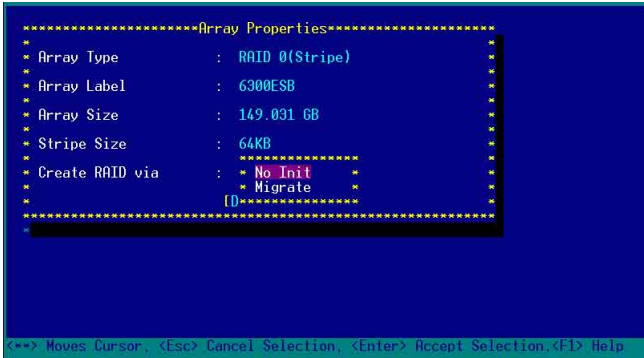 **********************Array Properties*********************
Array Type : RAID 0(Stripe)
Array Label : 6300ESB
Array Size : 149.031 GB
Stripe Size : 64KB
Create RAID via : No Init
Migrate
[D
<**> Moves Cursor, <Esc> Cancel Selection, <Enter> Accept Selection,<F1> Help